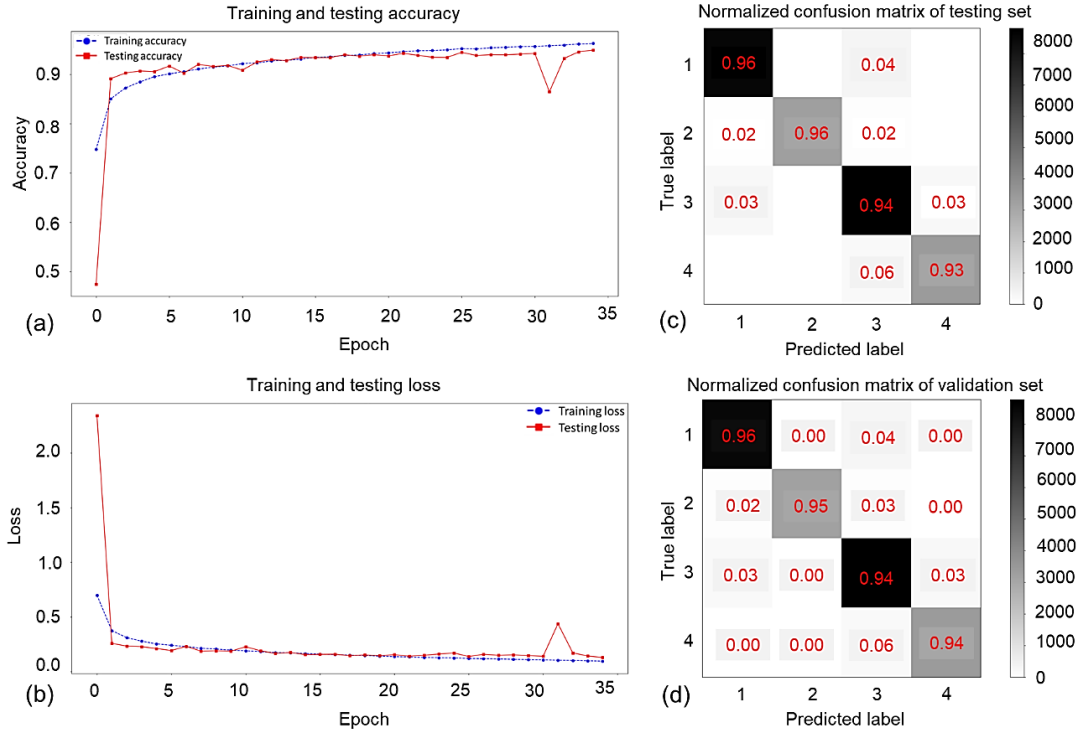 Training and testing accuracy
Training accuracy
Testing accuracy
0.9
0.8
0.7
0.6
0.5
Accuracy
0 5 10 15 20 25 30 35
Epoch
(a)
Normalized confusion matrix of testing set
1 0.96 0.04
2 0.02 0.96 0.02
3 0.03 0.94 0.03
4 0.06 0.93
True label
1 2 3 4
Predicted label
8000
7000
6000
5000
4000
3000
2000
1000
0
(c)
Training and testing loss
Training loss
Testing loss
2.0
1.5
1.0
0.5
0.0
Loss
0 5 10 15 20 25 30 35
Epoch
(b)
Normalized confusion matrix of validation set
1 0.96 0.00 0.04 0.00
2 0.02 0.95 0.03 0.00
3 0.03 0.00 0.94 0.03
4 0.00 0.00 0.06 0.94
True label
1 2 3 4
Predicted label
8000
7000
6000
5000
4000
3000
2000
1000
0
(d)